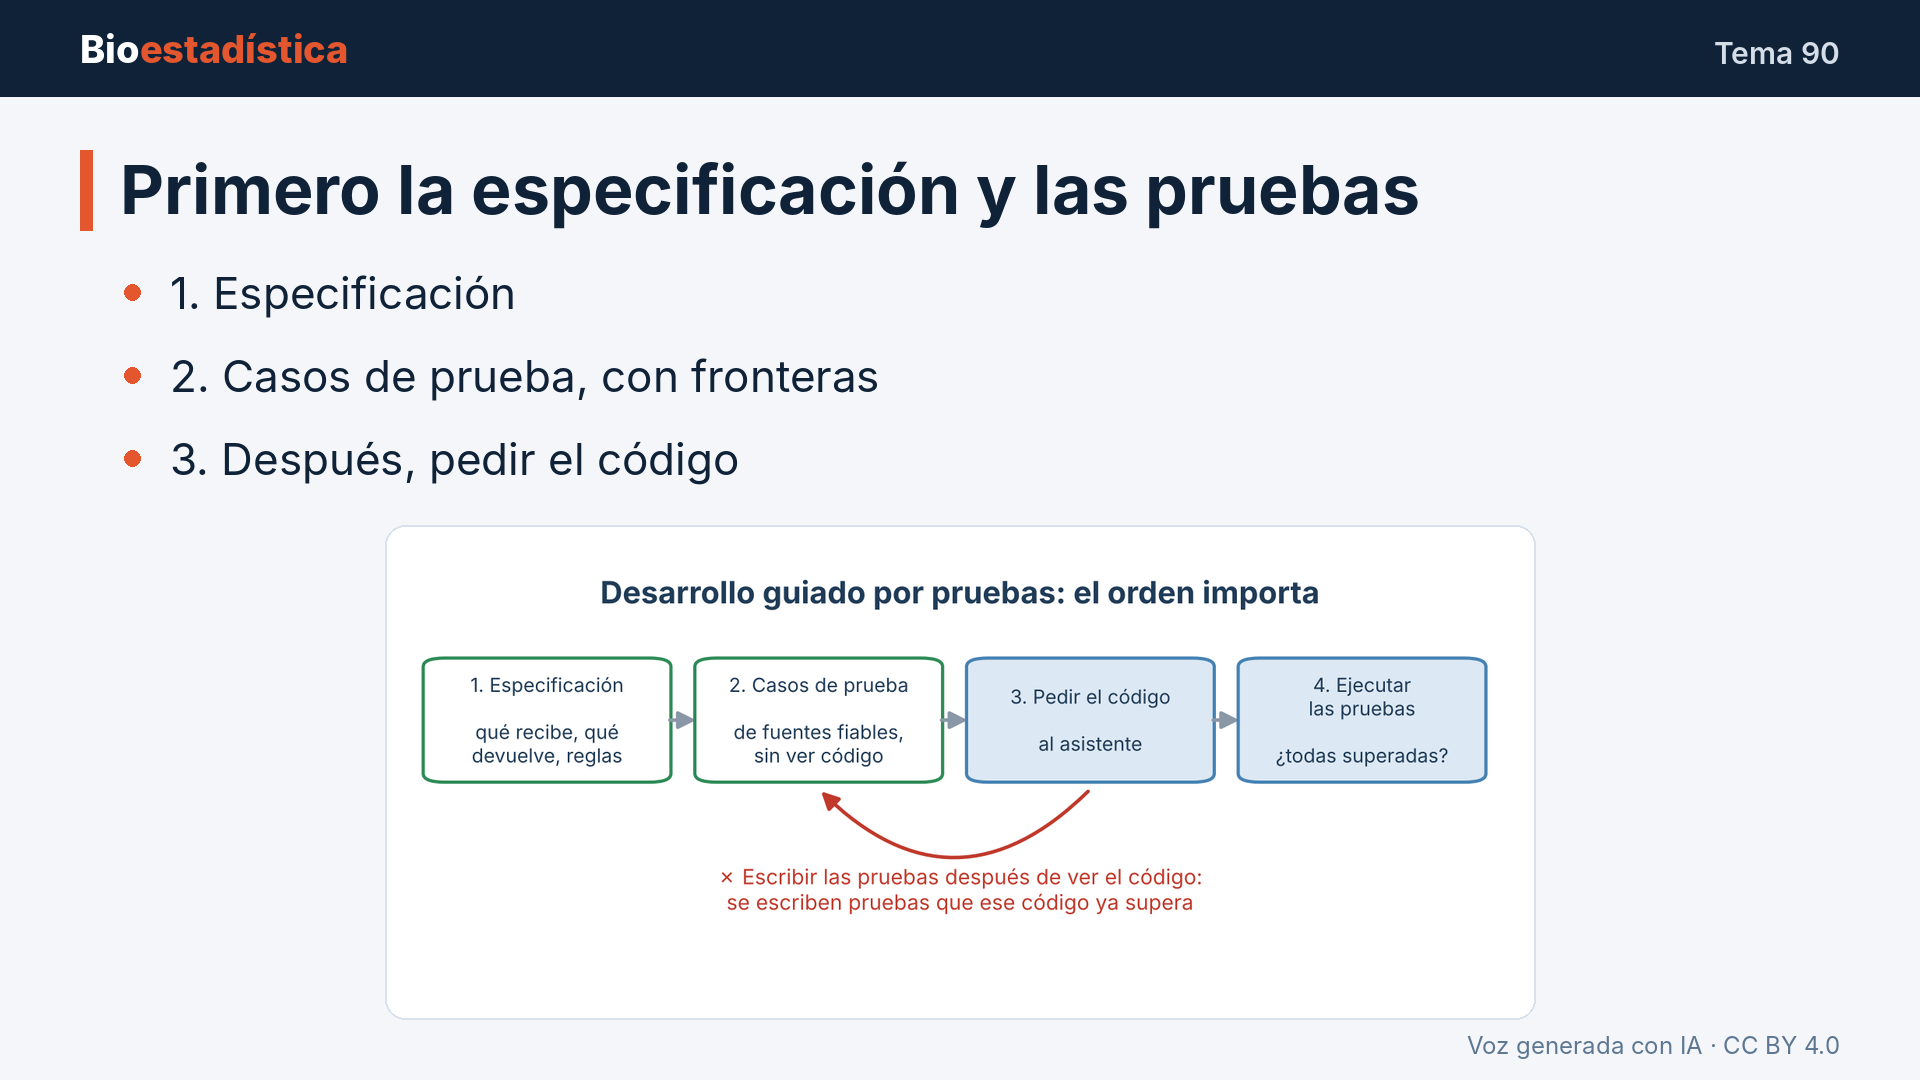 Bioestadística
Tema 90
Primero la especificación y las pruebas
1. Especificación
2. Casos de prueba, con fronteras
3. Después, pedir el código
Desarrollo guiado por pruebas: el orden importa
1. Especificación
qué recibe, qué
devuelve, reglas
2. Casos de prueba
de fuentes fiables,
sin ver código
3. Pedir el código
al asistente
4. Ejecutar
las pruebas
¿todas superadas?
× Escribir las pruebas después de ver el código:
se escriben pruebas que ese código ya supera
Voz generada con IA · CC BY 4.0